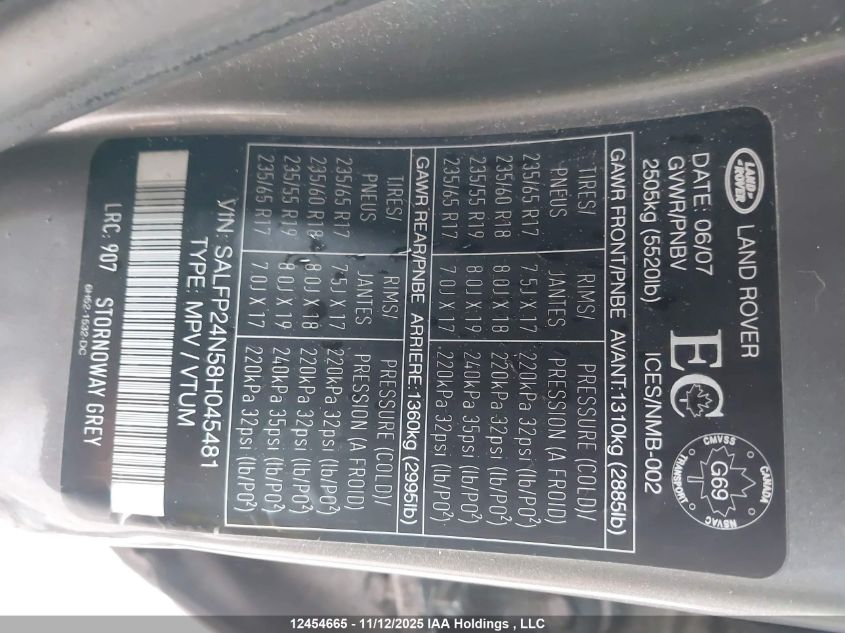 LAND ROVER
LAND ROVER
DATE: 06/07
GVWR/PNBV
2505kg (5520lb)
EC
ICES/NMB-002
CANADA
CMVSS
G69
TRANSPORT
NSVAC
GAWR FRONT/PNBE AVANT:1310kg (2885lb)
TIRES/ RIMS/ PRESSURE (COLD)/
PNEUS JANTES PRESSION (A FROID)
235/65 R17 7.5J X 17 220kPa 32psi (lb/PO²)
235/60 R18 8.0J X 18 220kPa 32psi (lb/PO²)
235/55 R19 8.0J X 19 240kPa 35psi (lb/PO²)
235/65 R17 7.0J X 17 220kPa 32psi (lb/PO²)
GAWR REAR/PNBE ARRIERE:1360kg (2995lb)
TIRES/ RIMS/ PRESSURE (COLD)/
PNEUS JANTES PRESSION (A FROID)
235/65 R17 7.5J X 17 220kPa 32psi (lb/PO²)
235/60 R18 8.0J X 18 220kPa 32psi (lb/PO²)
235/55 R19 8.0J X 19 240kPa 35psi (lb/PO²)
235/65 R17 7.0J X 17 220kPa 32psi (lb/PO²)
VIN: SALFP24N58H045481
TYPE: MPV / VTUM
LRC: 907 STORNOWAY GREY
6H52-1532-DC
12454665 - 11/12/2025 IAA Holdings , LLC